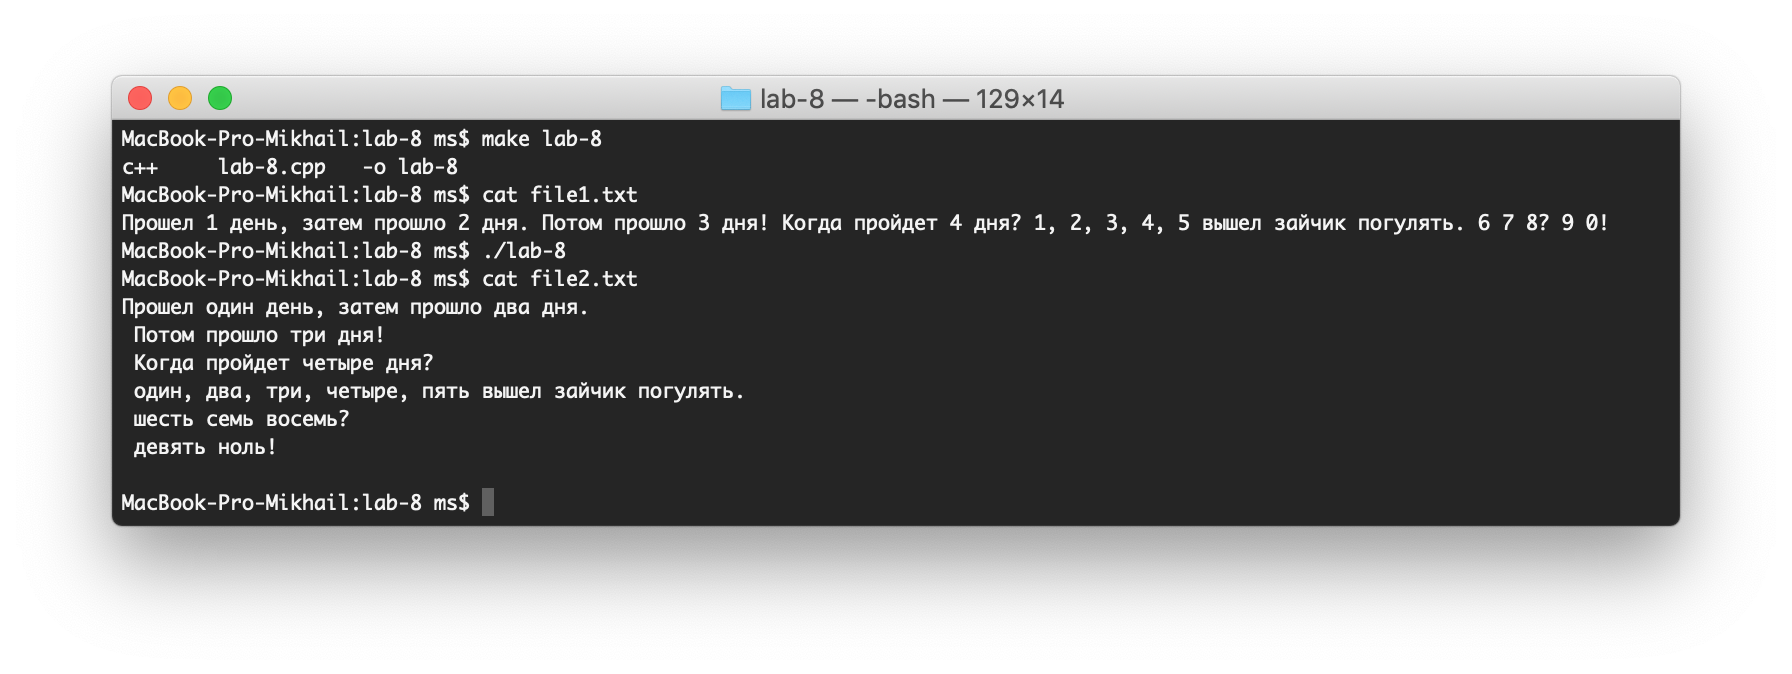 lab-8 — -bash — 129×14
MacBook-Pro-Mikhail:lab-8 ms$ make lab-8
c++     lab-8.cpp   -o lab-8
MacBook-Pro-Mikhail:lab-8 ms$ cat file1.txt
Прошел 1 день, затем прошло 2 дня. Потом прошло 3 дня! Когда пройдет 4 дня? 1, 2, 3, 4, 5 вышел зайчик погулять. 6 7 8? 9 0!
MacBook-Pro-Mikhail:lab-8 ms$ ./lab-8
MacBook-Pro-Mikhail:lab-8 ms$ cat file2.txt
Прошел один день, затем прошло два дня.
 Потом прошло три дня!
 Когда пройдет четыре дня?
 один, два, три, четыре, пять вышел зайчик погулять.
 шесть семь восемь?
 девять ноль!
MacBook-Pro-Mikhail:lab-8 ms$